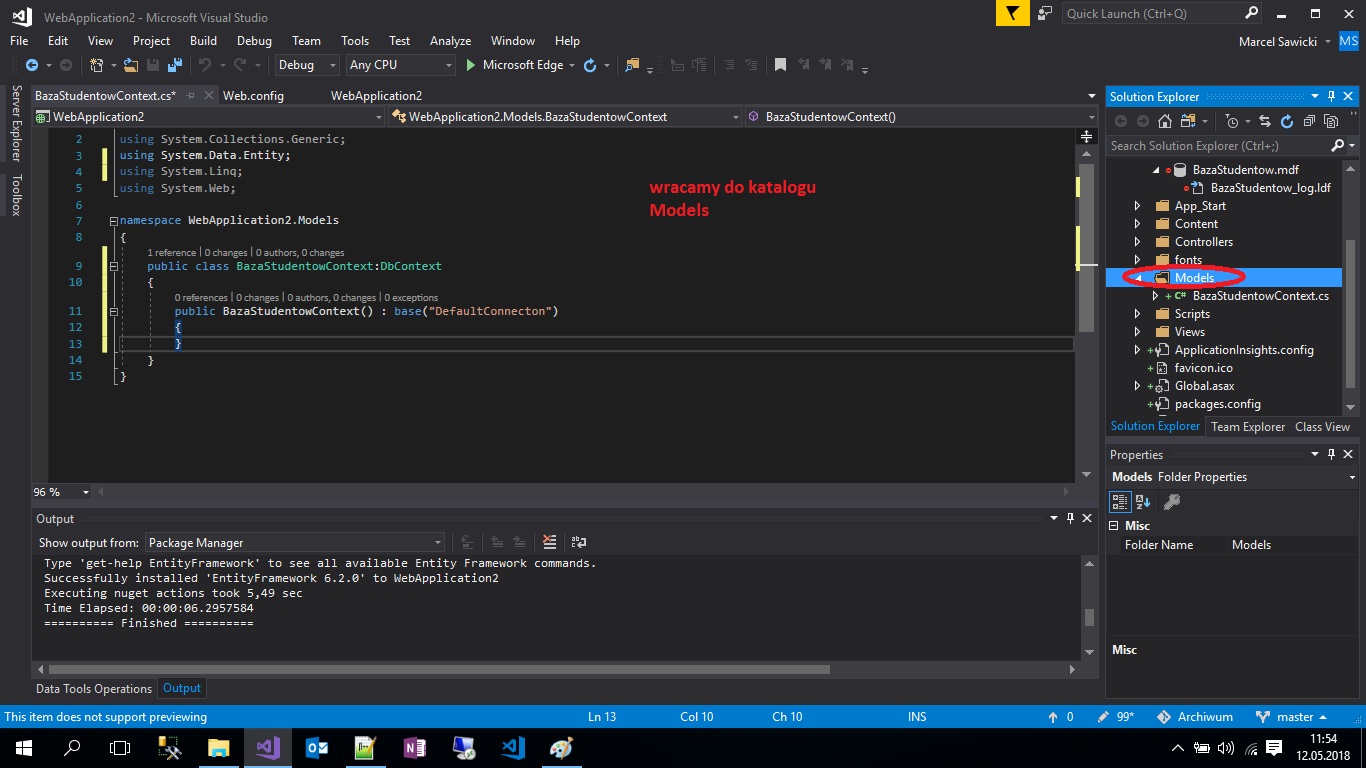 WebApplication2 - Microsoft Visual Studio
Quick Launch (Ctrl+Q)
File Edit View Project Build Debug Team Tools Test Analyze Window Help
Marcel Sawicki MS
Debug Any CPU Microsoft Edge
Server Explorer
Toolbox
BazaStudentowContext.cs* Web.config WebApplication2
WebApplication2 WebApplication2.Models.BazaStudentowContext BazaStudentowContext()
2 using System.Collections.Generic;
3 using System.Data.Entity;
4 using System.Linq;
5 using System.Web;
6
7 namespace WebApplication2.Models
8 {
1 reference | 0 changes | 0 authors, 0 changes
9 public class BazaStudentowContext:DbContext
10 {
0 references | 0 changes | 0 authors, 0 changes | 0 exceptions
11 public BazaStudentowContext() : base("DefaultConnecton")
12 {
13 }
14 }
15 }
wracamy do katalogu
Models
96 %
Output
Show output from: Package Manager
Type 'get-help EntityFramework' to see all available Entity Framework commands.
Successfully installed 'EntityFramework 6.2.0' to WebApplication2
Executing nuget actions took 5,49 sec
Time Elapsed: 00:00:06.2957584
========== Finished ==========
Data Tools Operations Output
Solution Explorer
Search Solution Explorer (Ctrl+;)
BazaStudentow.mdf
BazaStudentow_log.ldf
App_Start
Content
Controllers
fonts
Models
C# BazaStudentowContext.cs
Scripts
Views
ApplicationInsights.config
favicon.ico
Global.asax
packages.config
Solution Explorer Team Explorer Class View
Properties
Models Folder Properties
Misc
Folder Name Models
Misc
This item does not support previewing Ln 13 Col 10 Ch 10 INS 0 99* Archiwum master
11:54
12.05.2018